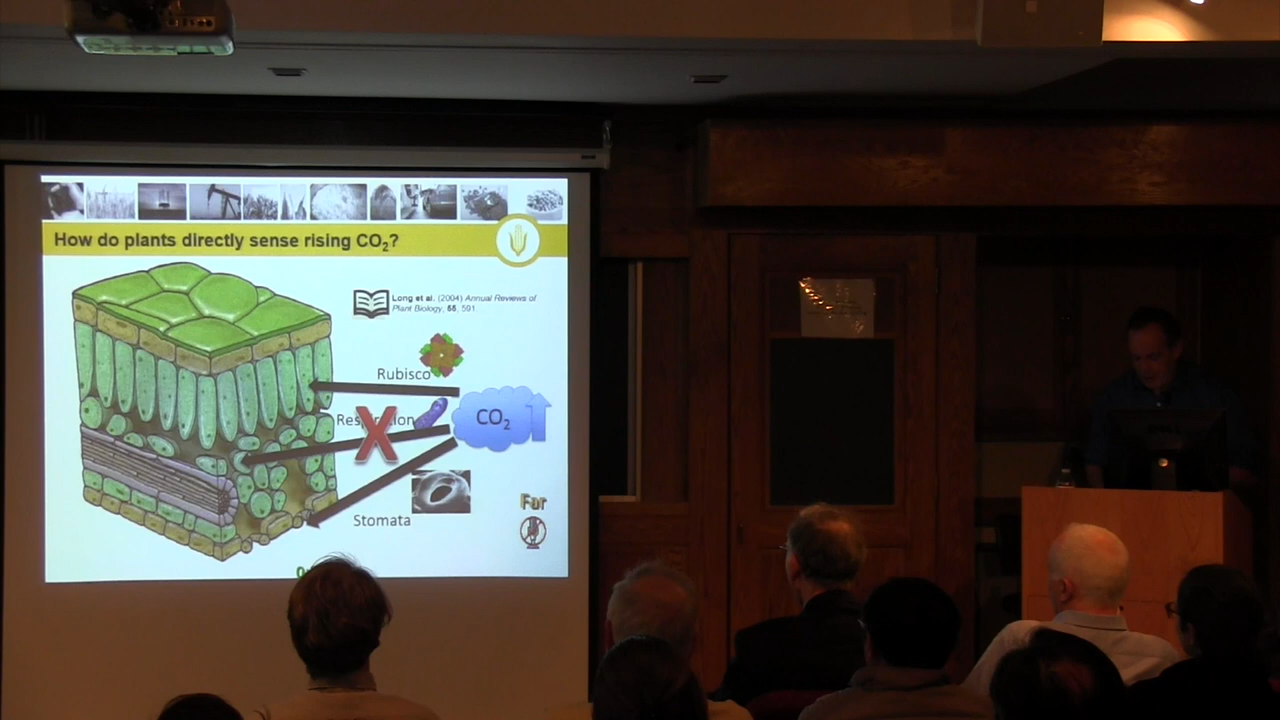 How do plants directly sense rising CO₂?
Long et al. (2004) Annual Reviews of
Plant Biology, 55, 591
Rubisco
CO₂
Stomata